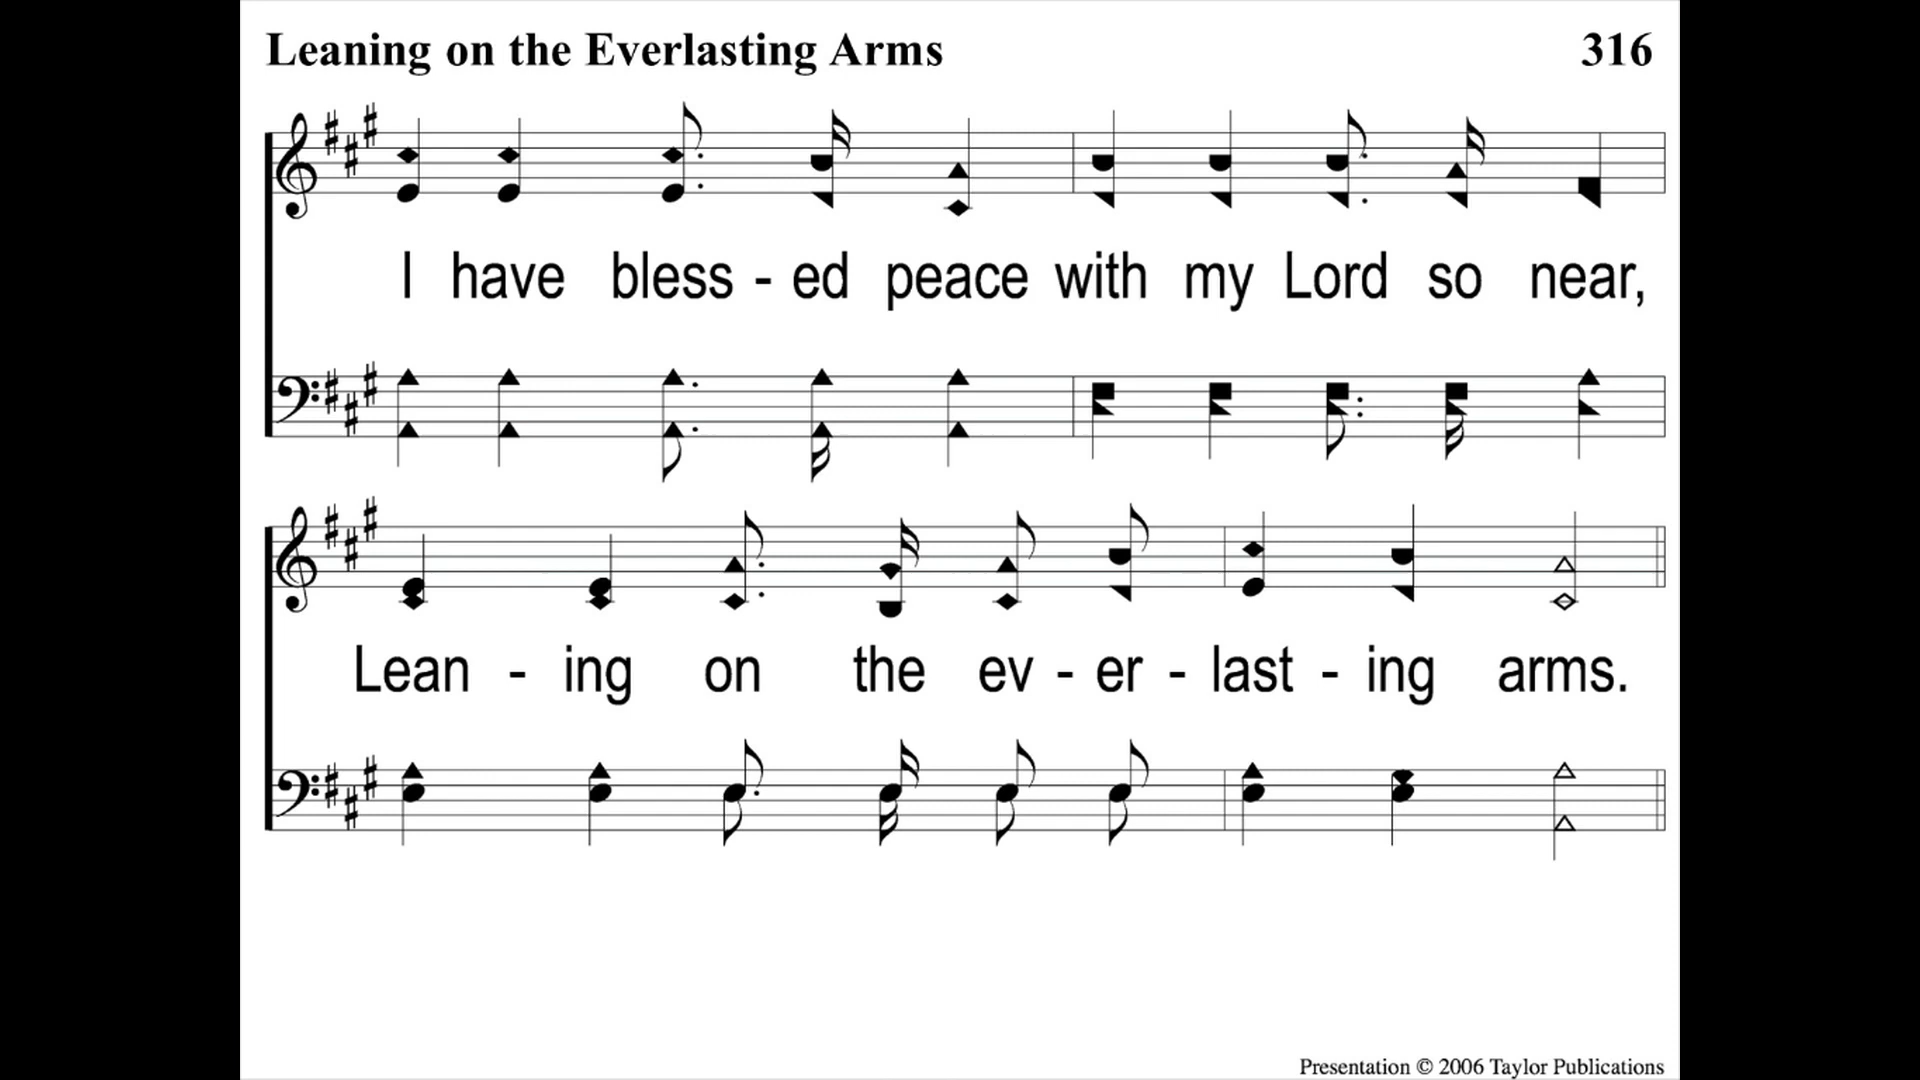 Leaning on the Everlasting Arms 316
I have bless - ed peace with my Lord so near,
Lean - ing on the ev - er - last - ing arms.
Presentation © 2006 Taylor Publications